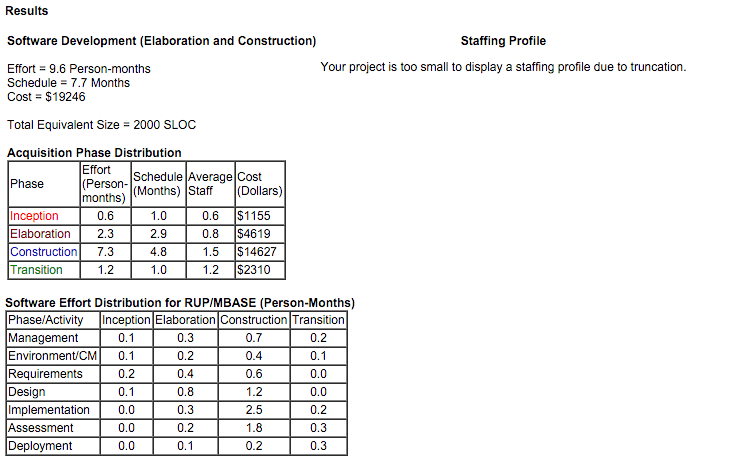 Results
Software Development (Elaboration and Construction)
Staffing Profile
Effort = 9.6 Person-months
Schedule = 7.7 Months
Cost = $19246
Your project is too small to display a staffing profile due to truncation.
Total Equivalent Size = 2000 SLOC
Acquisition Phase Distribution
Phase Effort (Person-months) Schedule (Months) Average Staff Cost (Dollars)
Inception 0.6 1.0 0.6 $1155
Elaboration 2.3 2.9 0.8 $4619
Construction 7.3 4.8 1.5 $14627
Transition 1.2 1.0 1.2 $2310
Software Effort Distribution for RUP/MBASE (Person-Months)
Phase/Activity Inception Elaboration Construction Transition
Management 0.1 0.3 0.7 0.2
Environment/CM 0.1 0.2 0.4 0.1
Requirements 0.2 0.4 0.6 0.0
Design 0.1 0.8 1.2 0.0
Implementation 0.0 0.3 2.5 0.2
Assessment 0.0 0.2 1.8 0.3
Deployment 0.0 0.1 0.2 0.3